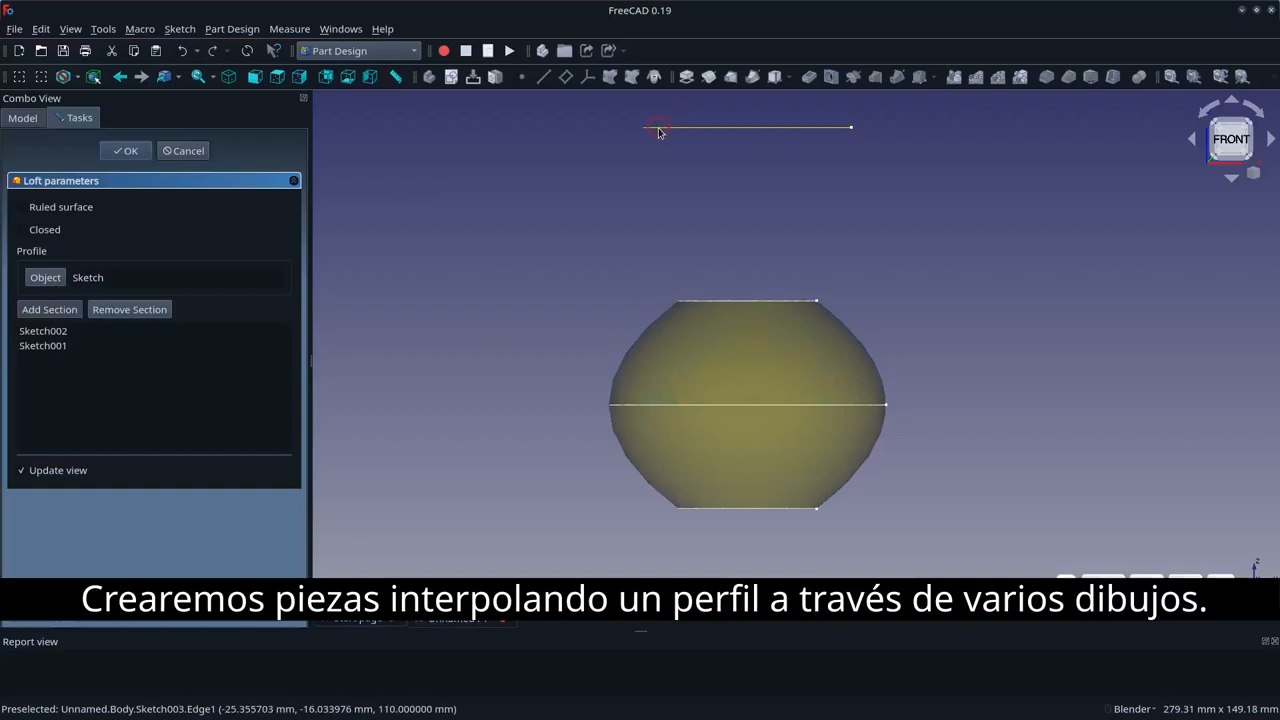 FreeCAD 0.19
File Edit View Tools Macro Sketch Part Design Measure Windows Help
Part Design
Combo View
Model Tasks
OK Cancel
Loft parameters
Ruled surface
Closed
Profile
Object Sketch
Add Section Remove Section
Sketch002
Sketch001
Update view
FRONT
z
Crearemos piezas interpolando un perfil a través de varios dibujos.
Report view
Preselected: Unnamed.Body.Sketch003.Edge1 (-25.355703 mm, -16.033976 mm, 110.000000 mm)
Blender 279.31 mm x 149.18 mm